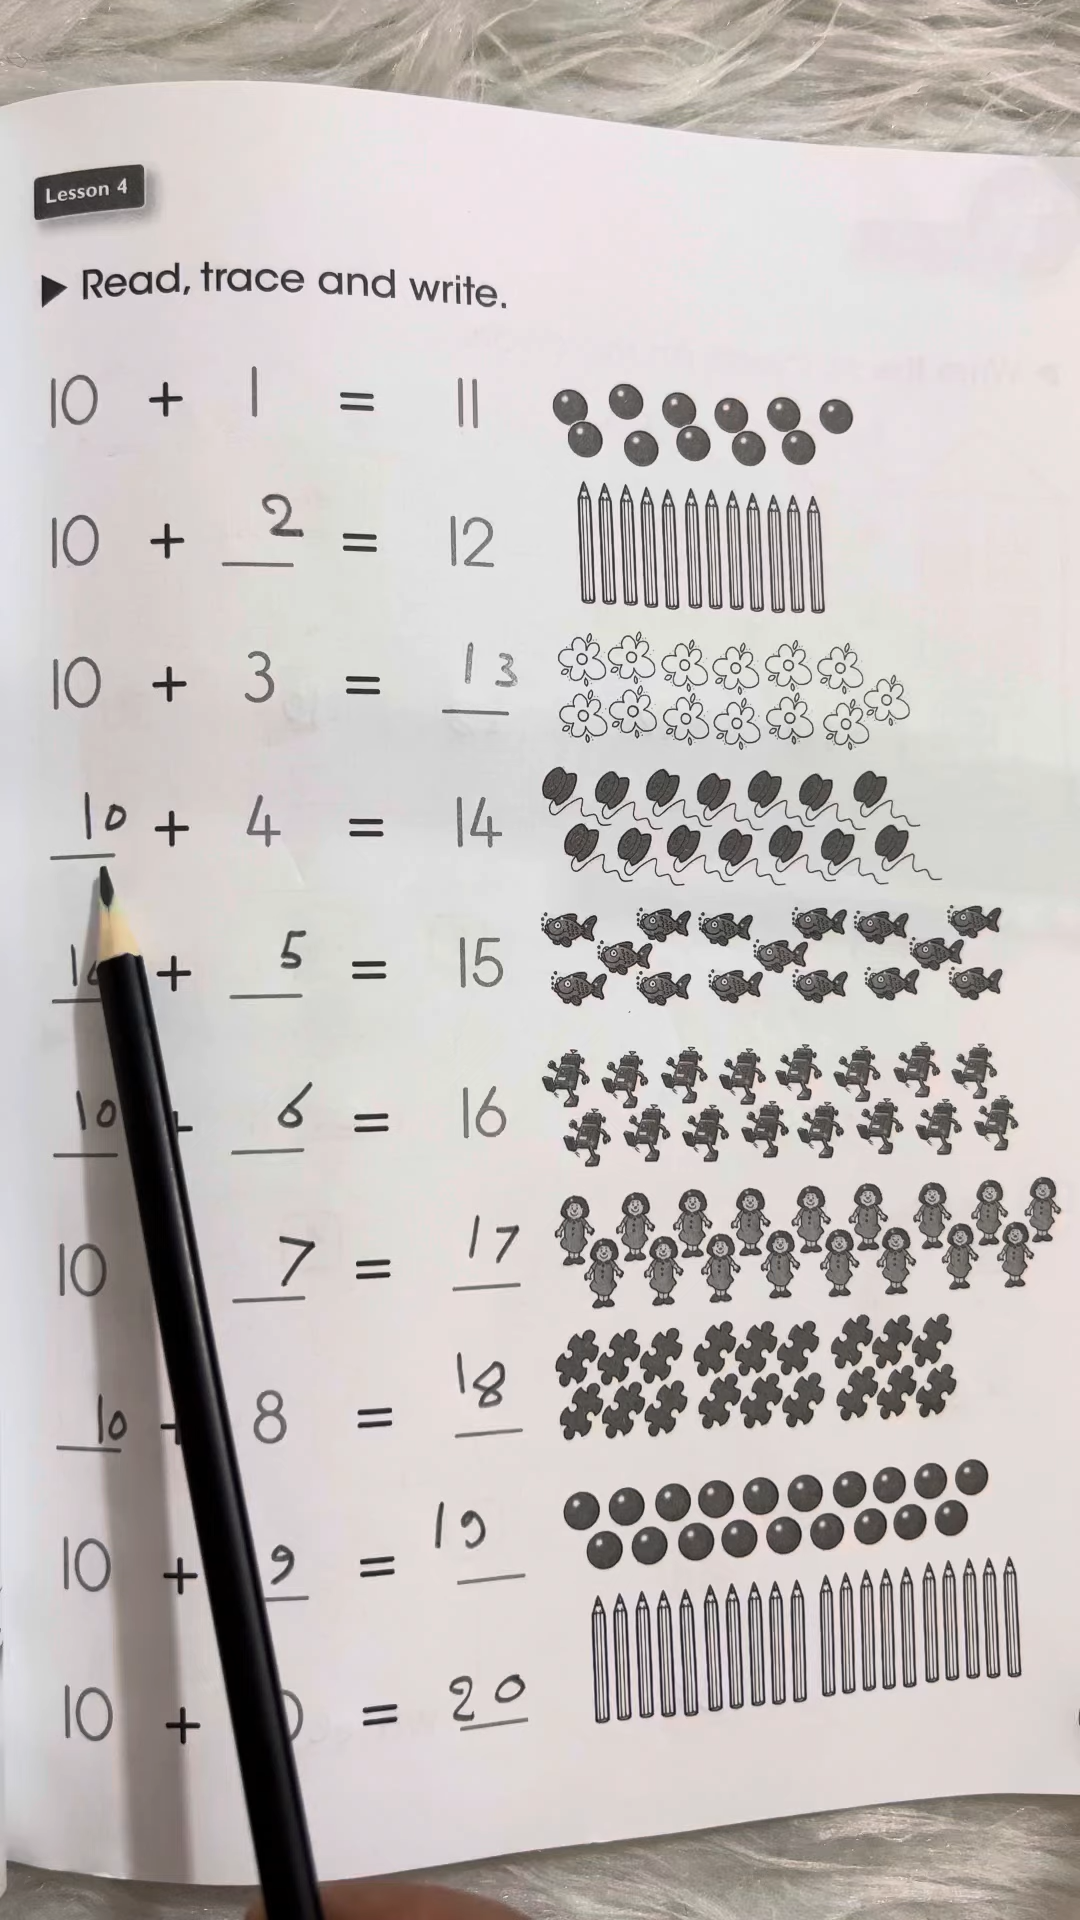 Lesson 4
Read, trace and write.
10 + 1 = 11
10 + 2 = 12
10 + 3 = 13
10 + 4 = 14
+ 5 = 15
10 + 6 = 16
10 7 = 17
10 + 8 = 18
10 + 9 = 19
10 + = 20